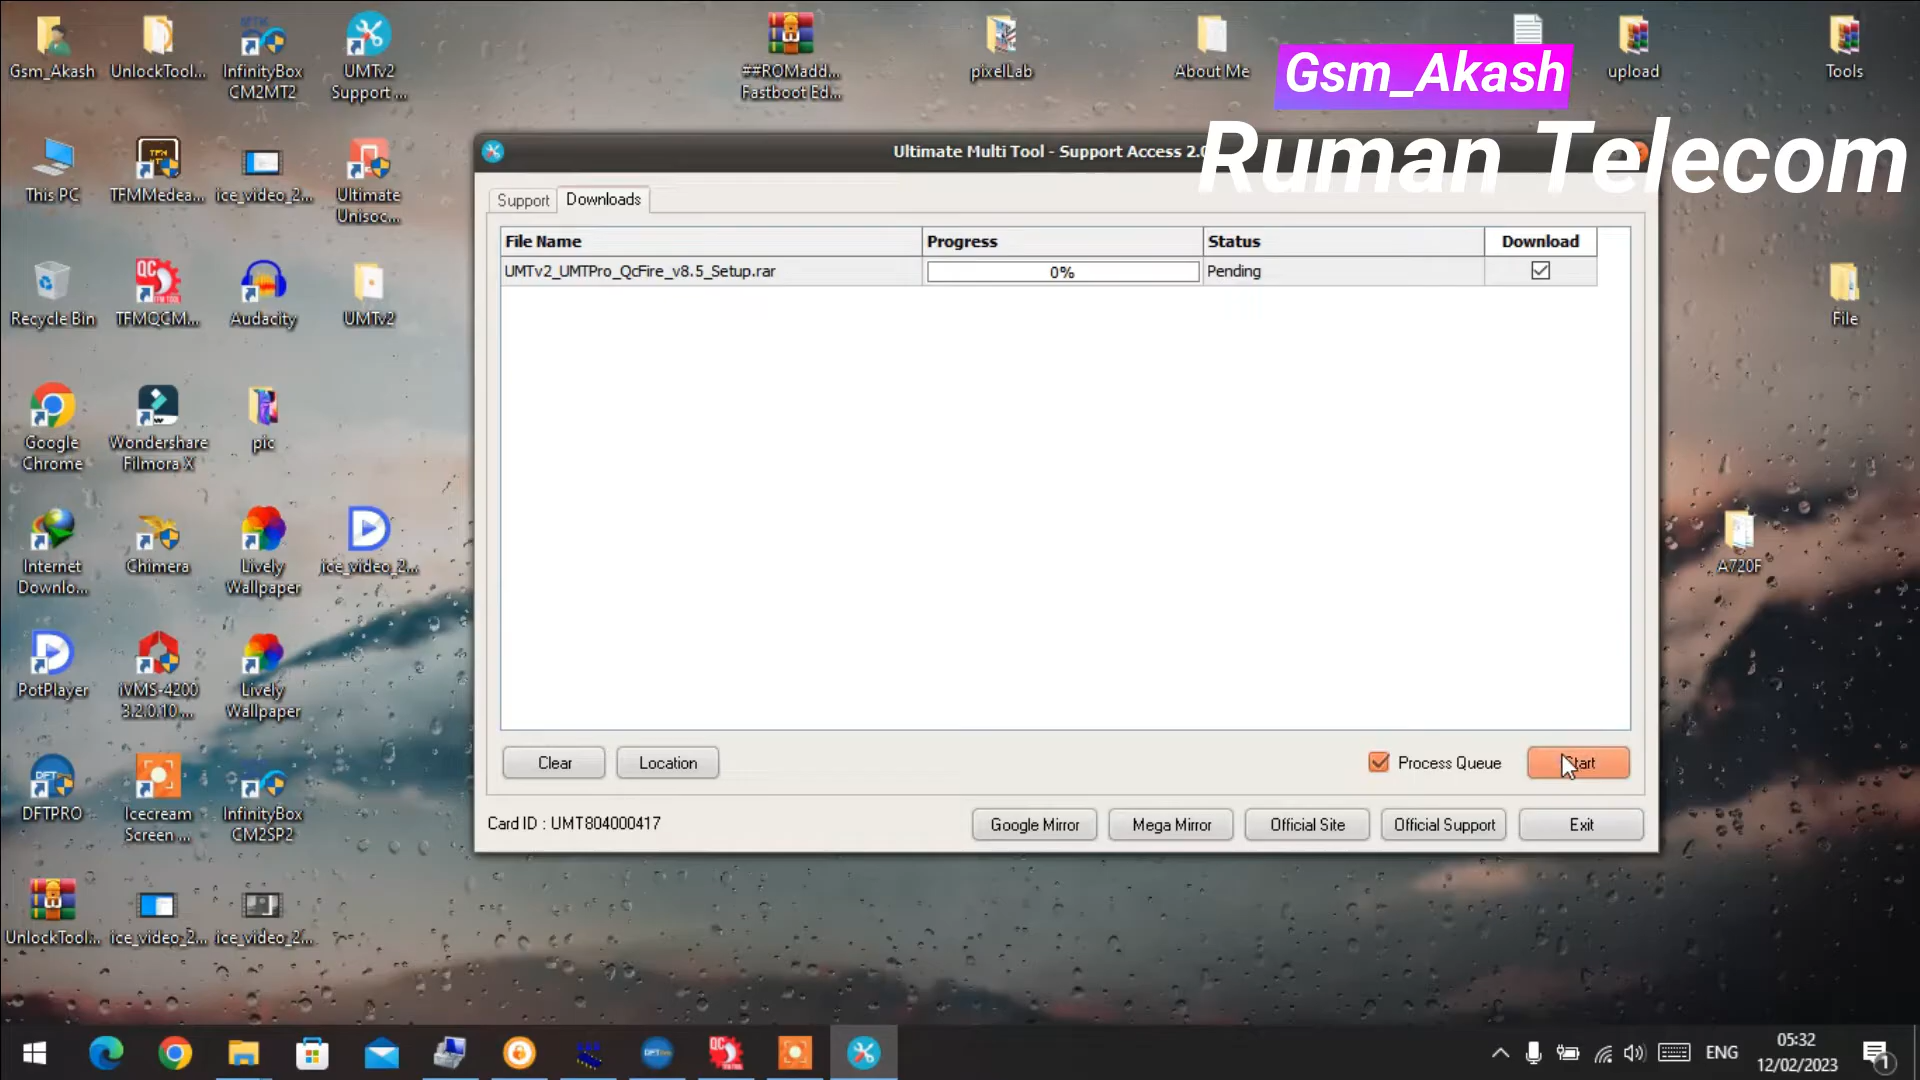 Gsm_Akash
UnlockTool...
InfinityBox
CM2MT2
UMTv2
Support ...
##ROMadd...
Fastboot Ed...
pixelLab
About Me
Gsm_Akash
upload
Tools
Ruman Telecom
This PC
TFMMedea...
ice_video_2...
Ultimate
Unisoc...
Ultimate Multi Tool - Support Access 2.0
Support
Downloads
File Name
Progress
Status
Download
UMTv2_UMTPro_QcFire_v8.5_Setup.rar
0%
Pending
Recycle Bin
TFMQCM...
Audacity
UMTv2
File
Google
Chrome
Wondershare
Filmora X
pic
Internet
Downlo...
Chimera
Lively
Wallpaper
ice_video_2...
A720F
PotPlayer
iVMS-4200
3.2.0.10 ...
Lively
Wallpaper
Clear
Location
Process Queue
Start
DFTPRO
Icecream
Screen ...
InfinityBox
CM2SP2
Card ID : UMT804000417
Google Mirror
Mega Mirror
Official Site
Official Support
Exit
UnlockTool...
ice_video_2...
ice_video_2...
ENG
05:32
12/02/2023
1